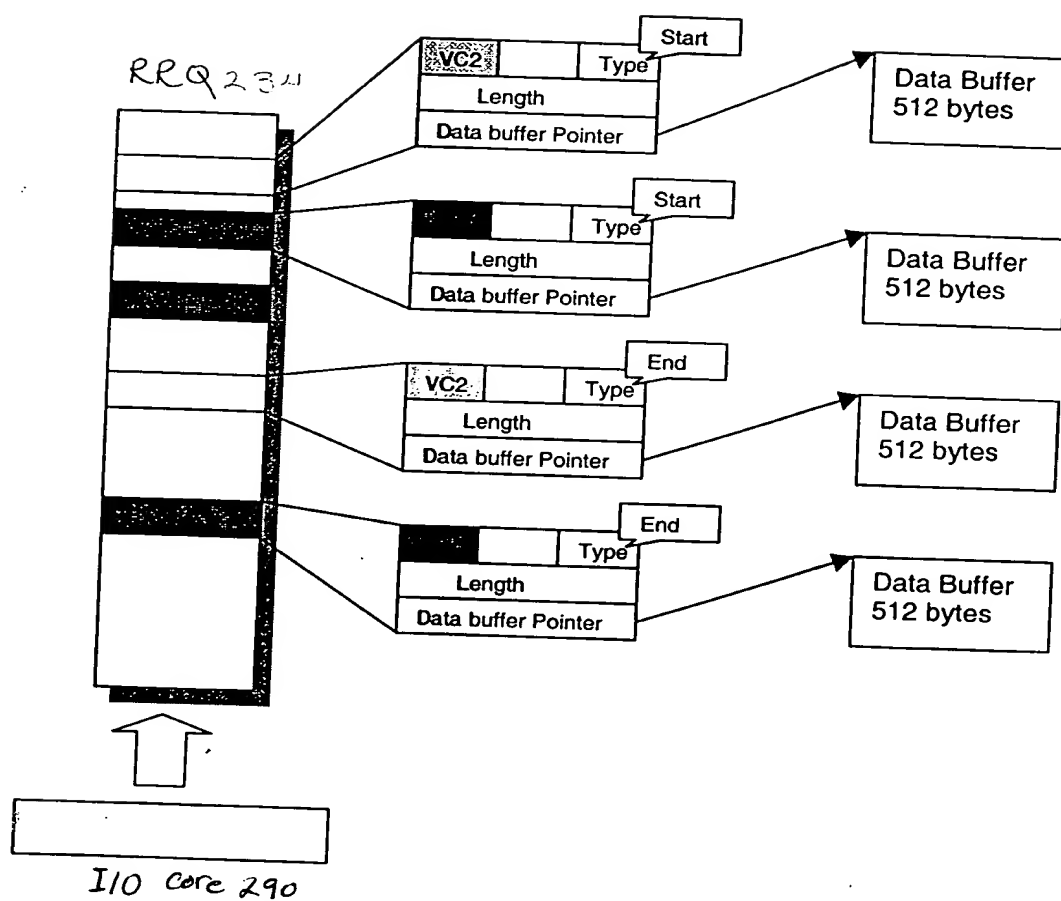 RRQ 234
Start
VC2
Type
Length
Data buffer Pointer
Data Buffer
512 bytes
Start
Type
Length
Data buffer Pointer
Data Buffer
512 bytes
End
VC2
Type
Length
Data buffer Pointer
Data Buffer
512 bytes
End
Type
Length
Data buffer Pointer
Data Buffer
512 bytes
I/O core 290